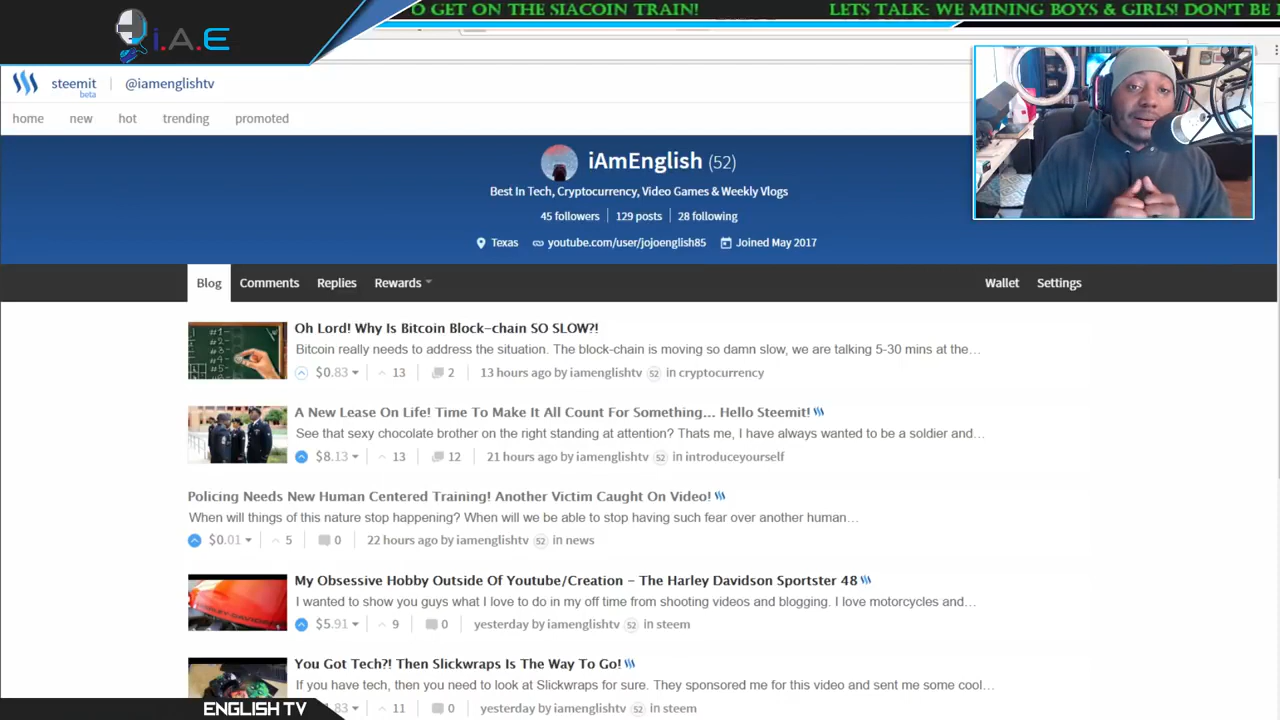 O GET ON THE SIACOIN TRAIN! LETS TALK: WE MINING BOYS & GIRLS! DON'T BE
i.A.E
steemit
beta
@iamenglishtv
home new hot trending promoted
iAmEnglish (52)
Best In Tech, Cryptocurrency, Video Games & Weekly Vlogs
45 followers 129 posts 28 following
Texas youtube.com/user/jojoenglish85 Joined May 2017
Blog Comments Replies Rewards Wallet Settings
Oh Lord! Why Is Bitcoin Block-chain SO SLOW?!
Bitcoin really needs to address the situation. The block-chain is moving so damn slow, we are talking 5-30 mins at the…
$0.83 13 2 13 hours ago by iamenglishtv 52 in cryptocurrency
A New Lease On Life! Time To Make It All Count For Something... Hello Steemit!
See that sexy chocolate brother on the right standing at attention? Thats me, I have always wanted to be a soldier and…
$8.13 13 12 21 hours ago by iamenglishtv 52 in introduceyourself
Policing Needs New Human Centered Training! Another Victim Caught On Video!
When will things of this nature stop happening? When will we be able to stop having such fear over another human…
$0.01 5 0 22 hours ago by iamenglishtv 52 in news
My Obsessive Hobby Outside Of Youtube/Creation - The Harley Davidson Sportster 48
I wanted to show you guys what I love to do in my off time from shooting videos and blogging. I love motorcycles and…
$5.91 9 0 yesterday by iamenglishtv 52 in steem
You Got Tech?! Then Slickwraps Is The Way To Go!
If you have tech, then you need to look at Slickwraps for sure. They sponsored me for this video and sent me some cool…
.83 11 0 yesterday by iamenglishtv 52 in steem
ENGLISH TV